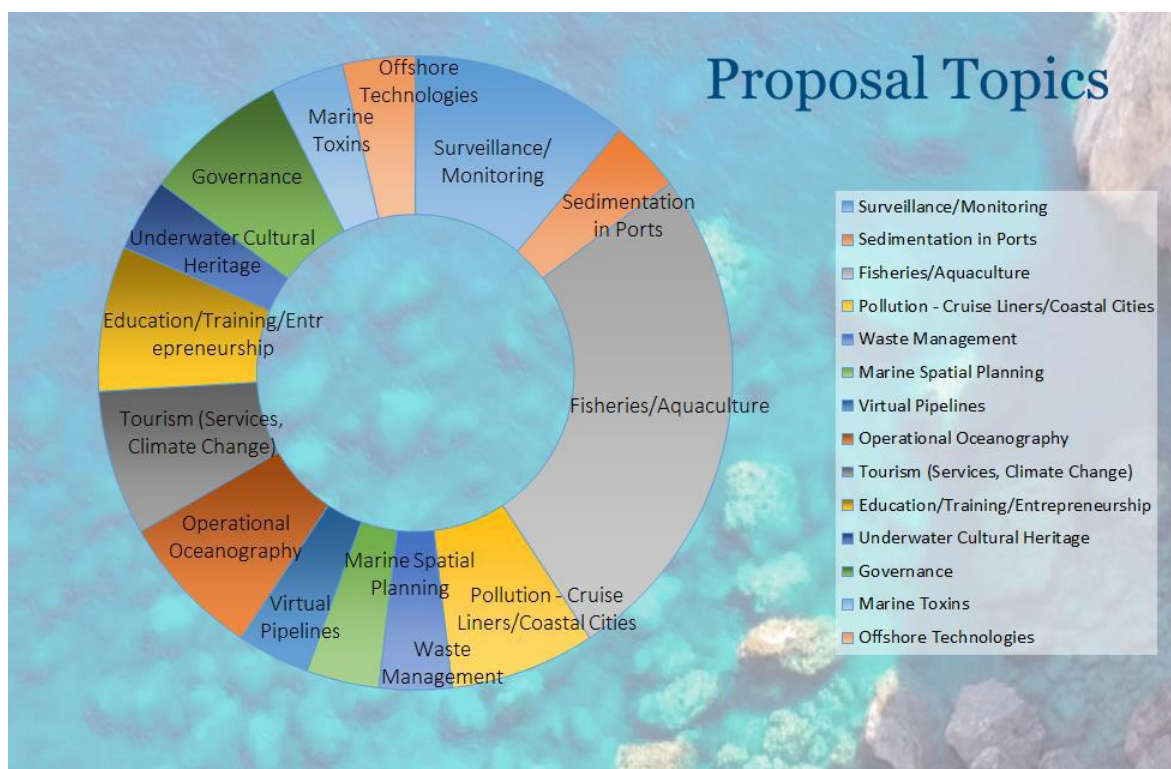 Proposal Topics
Offshore
Technologies
Marine
Toxins
Surveillance/
Monitoring
Governance
Sedimentation
in Ports
Underwater Cultural
Heritage
Education/Training/Entr
epreneurship
Fisheries/Aquaculture
Tourism (Services,
Climate Change)
Operational
Oceanography
Marine Spatial
Planning
Virtual
Pipelines
Pollution - Cruise
Liners/Coastal Cities
Waste
Management
Surveillance/Monitoring
Sedimentation in Ports
Fisheries/Aquaculture
Pollution - Cruise Liners/Coastal Cities
Waste Management
Marine Spatial Planning
Virtual Pipelines
Operational Oceanography
Tourism (Services, Climate Change)
Education/Training/Entrepreneurship
Underwater Cultural Heritage
Governance
Marine Toxins
Offshore Technologies